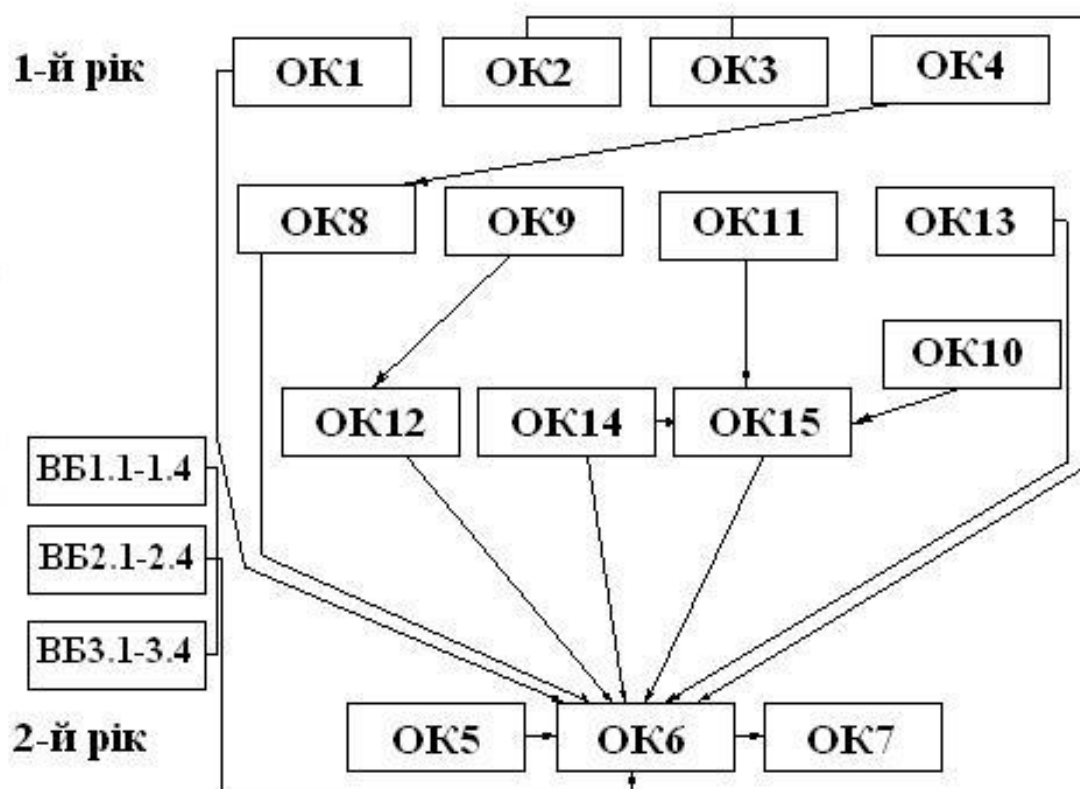 1-й рік
ОК1
ОК2
ОК3
ОК4
ОК8
ОК9
ОК11
ОК13
ОК10
ОК12
ОК14
ОК15
ВБ1.1-1.4
ВБ2.1-2.4
ВБ3.1-3.4
2-й рік
ОК5
ОК6
ОК7